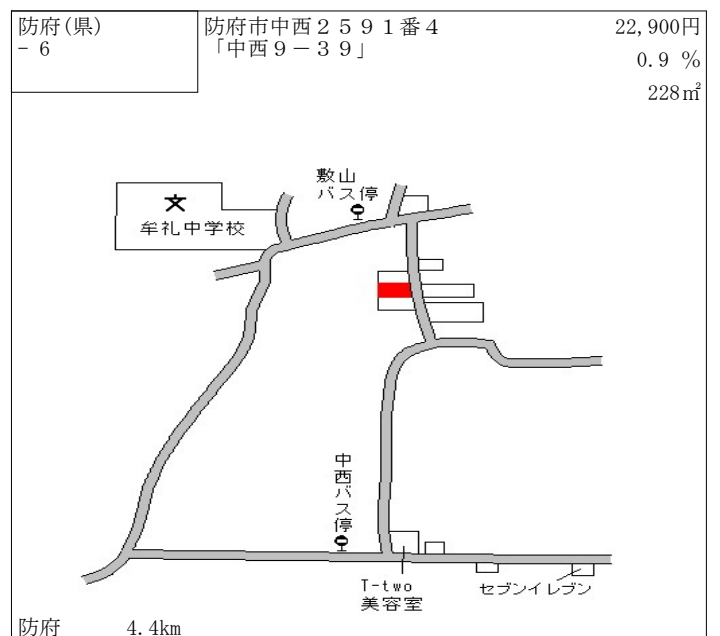 防府(県)
- 6
防府市中西２５９１番４
「中西９－３９」
22,900円
0.9 %
228㎡
敷山
バス停
文
牟礼中学校
中西バス停
T-two
美容室
セブンイレブン
防府 4.4km